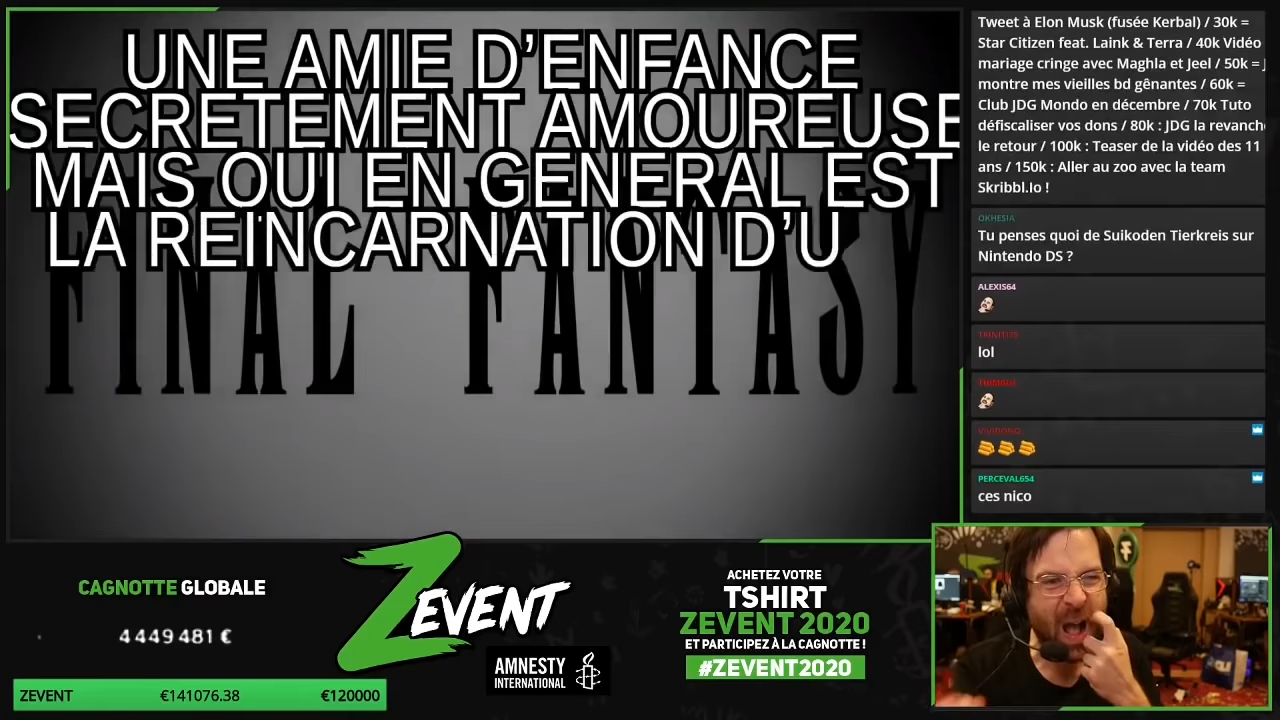 UNE AMIE D'ENFANCE
SECRETEMENT AMOUREUSE
MAIS QUI EN GENERAL EST
LA REINCARNATION D'U
FINAL FANTASY
Tweet à Elon Musk (fusée Kerbal) / 30k =
Star Citizen feat. Laink & Terra / 40k Vidéo
mariage cringe avec Maghla et Jeel / 50k = J
montre mes vieilles bd gênantes / 60k =
Club JDG Mondo en décembre / 70k Tuto
défiscaliser vos dons / 80k : JDG la revanche
le retour / 100k : Teaser de la vidéo des 11
ans / 150k : Aller au zoo avec la team
Skribbl.Io !
OKHESIA
Tu penses quoi de Suikoden Tierkreis sur
Nintendo DS ?
ALEXIS64
lol
PERCEVAL654
ces nico
CAGNOTTE GLOBALE
4 449 481 €
ZEVENT €141076.38 €120000
ZEVENT
AMNESTY
INTERNATIONAL
ACHETEZ VOTRE
TSHIRT
ZEVENT 2020
ET PARTICIPEZ À LA CAGNOTTE !
#ZEVENT2020